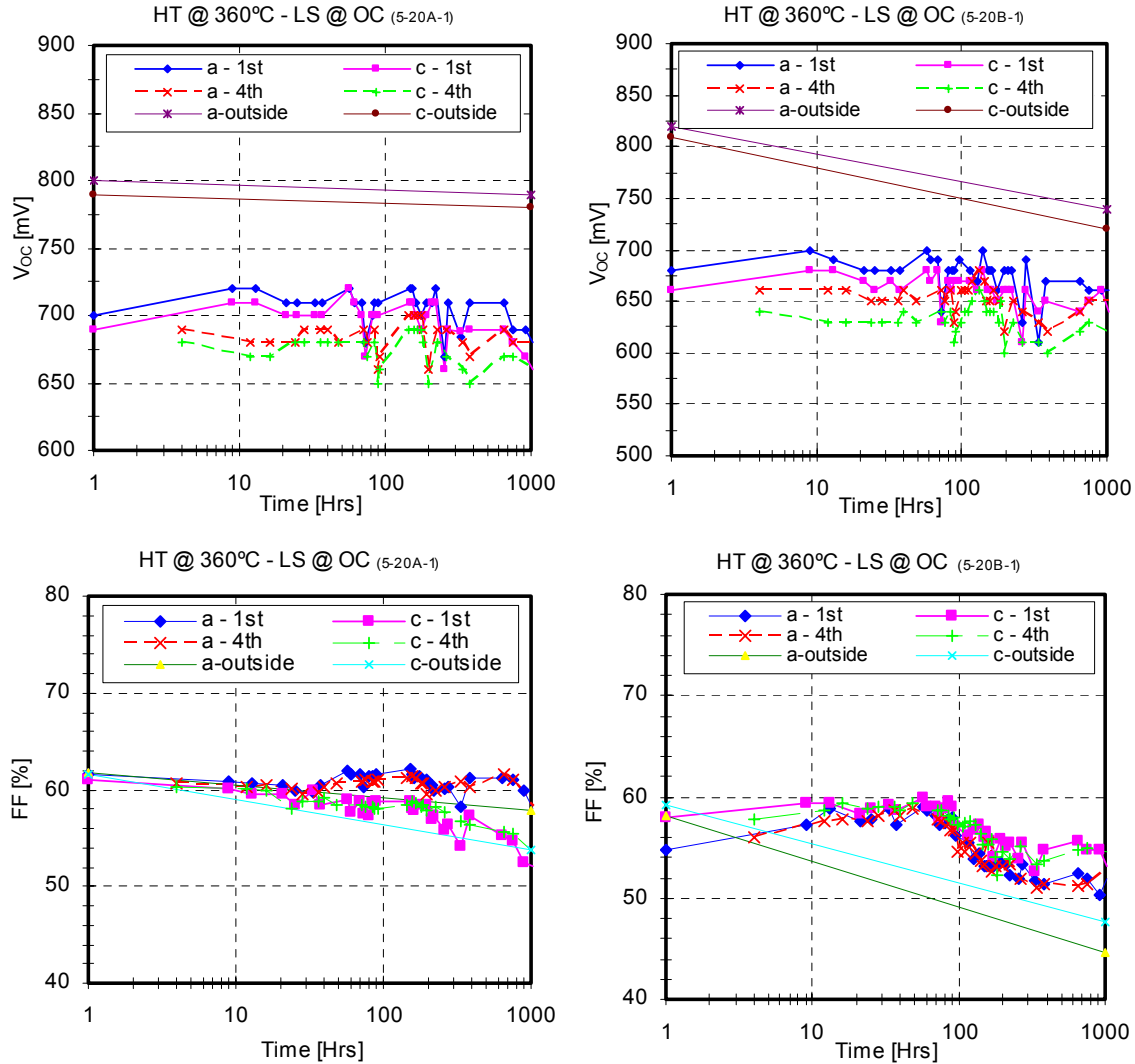 HT @ 360ºC - LS @ OC (5-20A-1)
900
850
800
750
700
650
600
VOC [mV]
a - 1st c - 1st
a - 4th c - 4th
a-outside c-outside
1 10 100 1000
Time [Hrs]
HT @ 360ºC - LS @ OC (5-20B-1)
900
850
800
750
700
650
600
550
500
VOC [mV]
a - 1st c - 1st
a - 4th c - 4th
a-outside c-outside
1 10 100 1000
Time [Hrs]
HT @ 360ºC - LS @ OC (5-20A-1)
80
70
60
50
40
FF [%]
a - 1st c - 1st
a - 4th c - 4th
a-outside c-outside
1 10 100 1000
Time [Hrs]
HT @ 360ºC - LS @ OC (5-20B-1)
80
70
60
50
40
FF [%]
a - 1st c - 1st
a - 4th c - 4th
a-outside c-outside
1 10 100 1000
Time [Hrs]